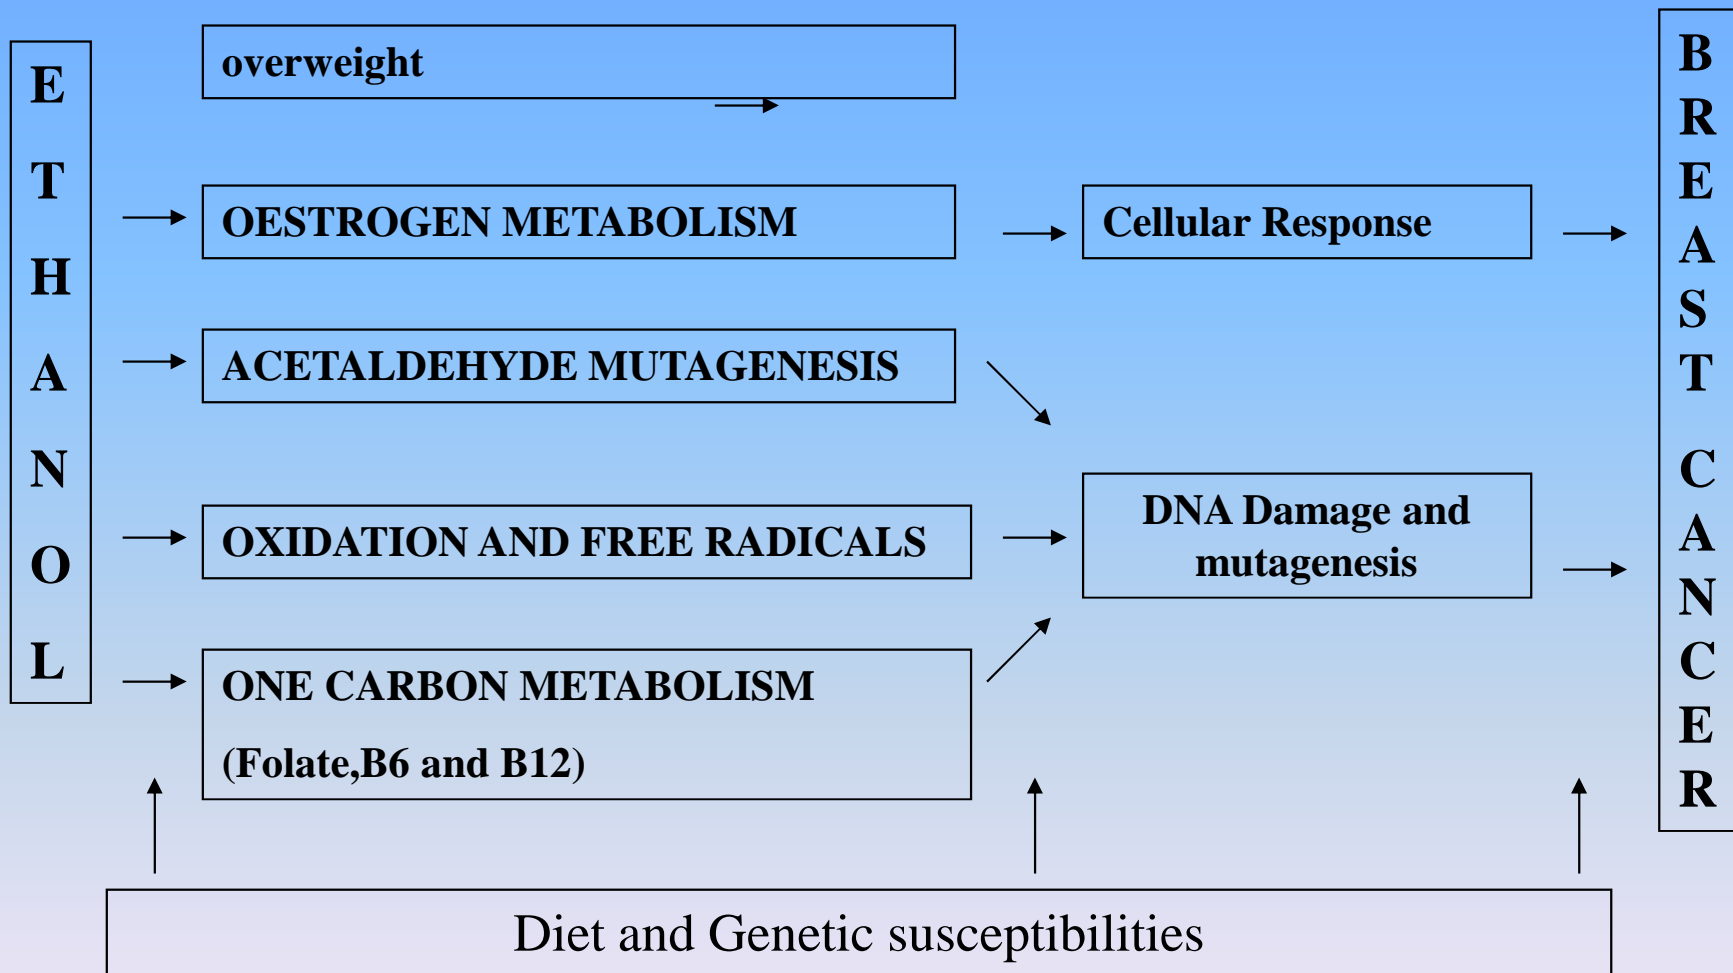 ETHANOL
overweight
OESTROGEN METABOLISM
Cellular Response
ACETALDEHYDE MUTAGENESIS
OXIDATION AND FREE RADICALS
DNA Damage and
mutagenesis
ONE CARBON METABOLISM
(Folate,B6 and B12)
BREAST CANCER
Diet and Genetic susceptibilities